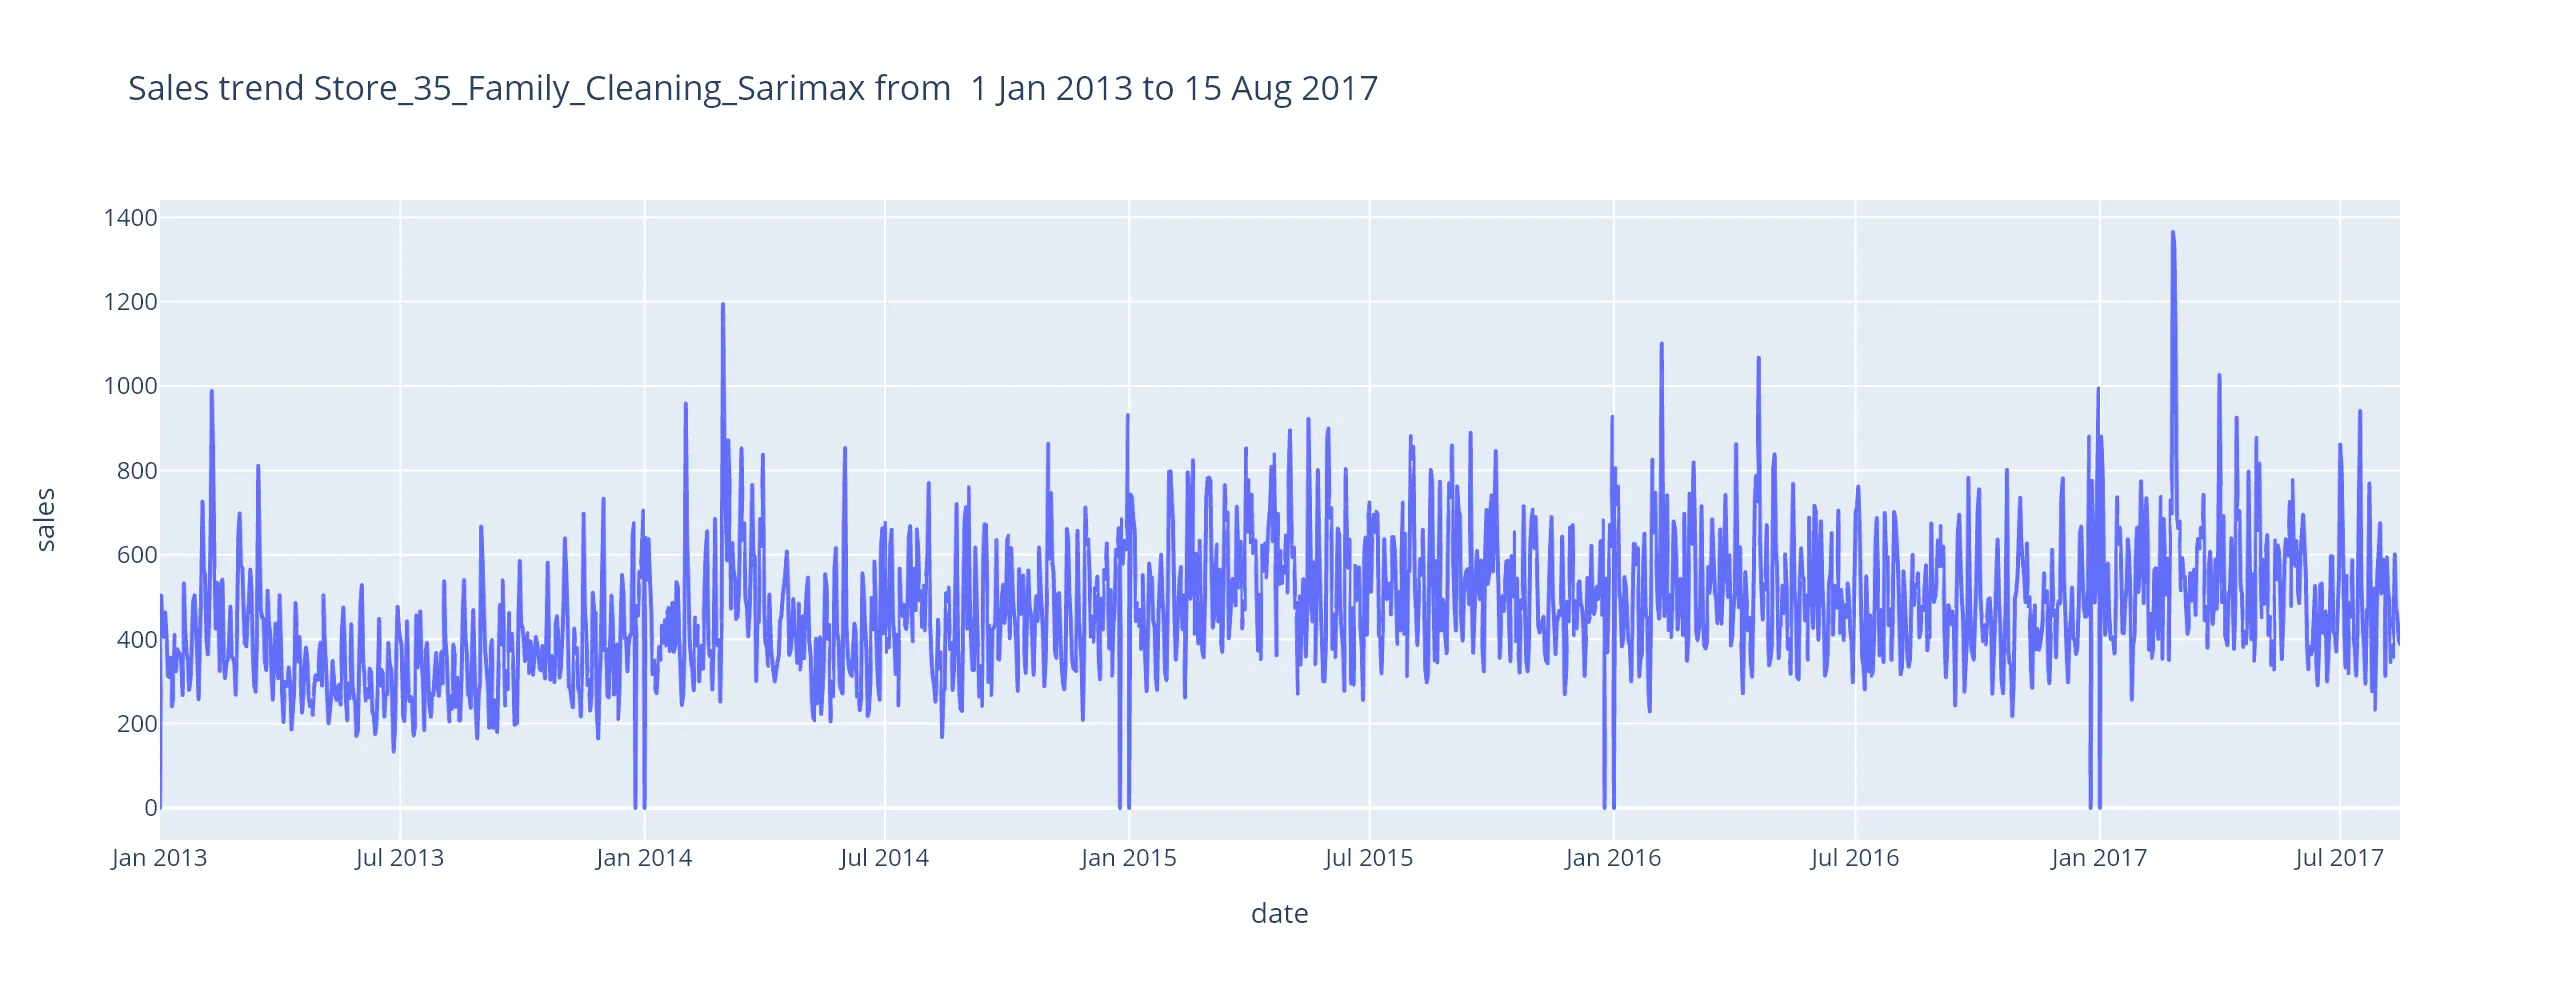 Sales trend Store_35_Family_Cleaning_Sarimax from  1 Jan 2013 to 15 Aug 2017
1400
1200
1000
800
600
400
200
0
sales
Jan 2013
Jul 2013
Jan 2014
Jul 2014
Jan 2015
Jul 2015
Jan 2016
Jul 2016
Jan 2017
Jul 2017
date